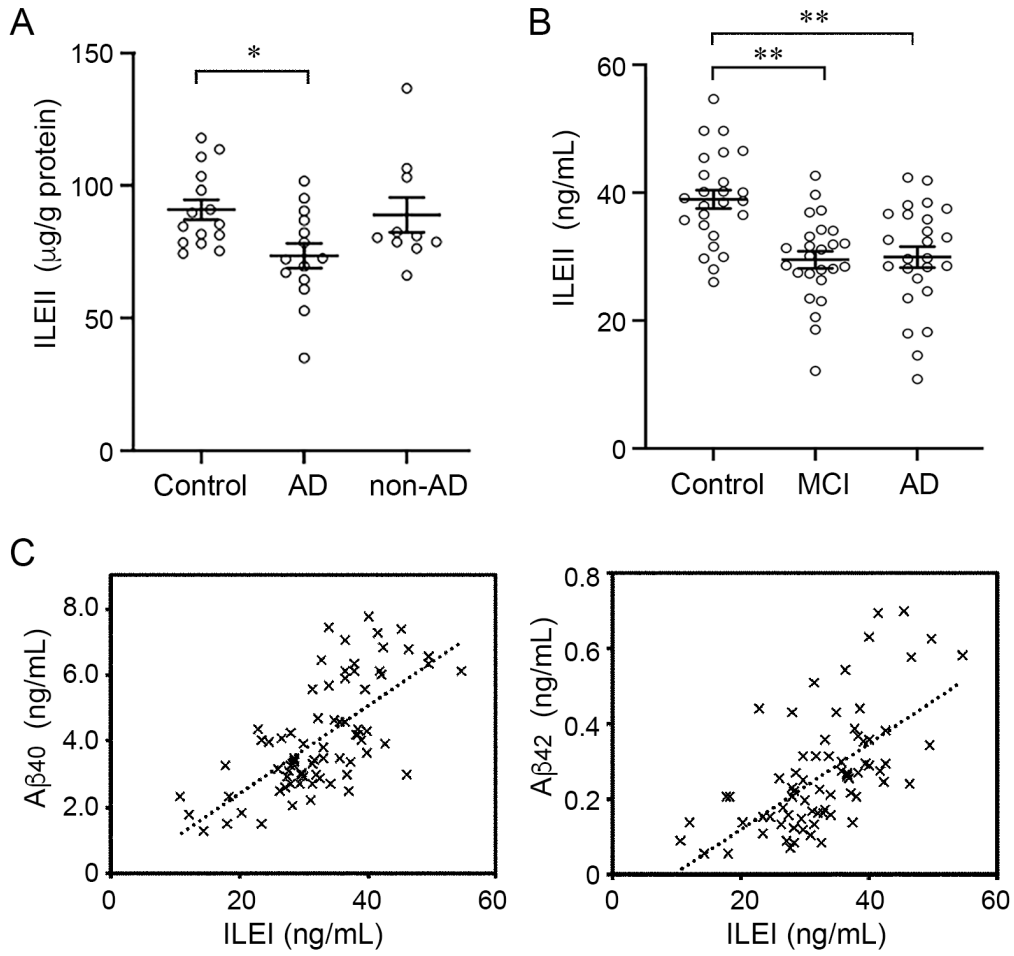 A
150
100
50
0
ILEII (μg/g protein)
*
Control AD non-AD
B
60
40
20
0
ILEII (ng/mL)
**
**
Control MCI AD
C
8.0
6.0
4.0
2.0
0
Aβ40 (ng/mL)
0 20 40 60
ILEI (ng/mL)
0.8
0.6
0.4
0.2
0
Aβ42 (ng/mL)
0 20 40 60
ILEI (ng/mL)